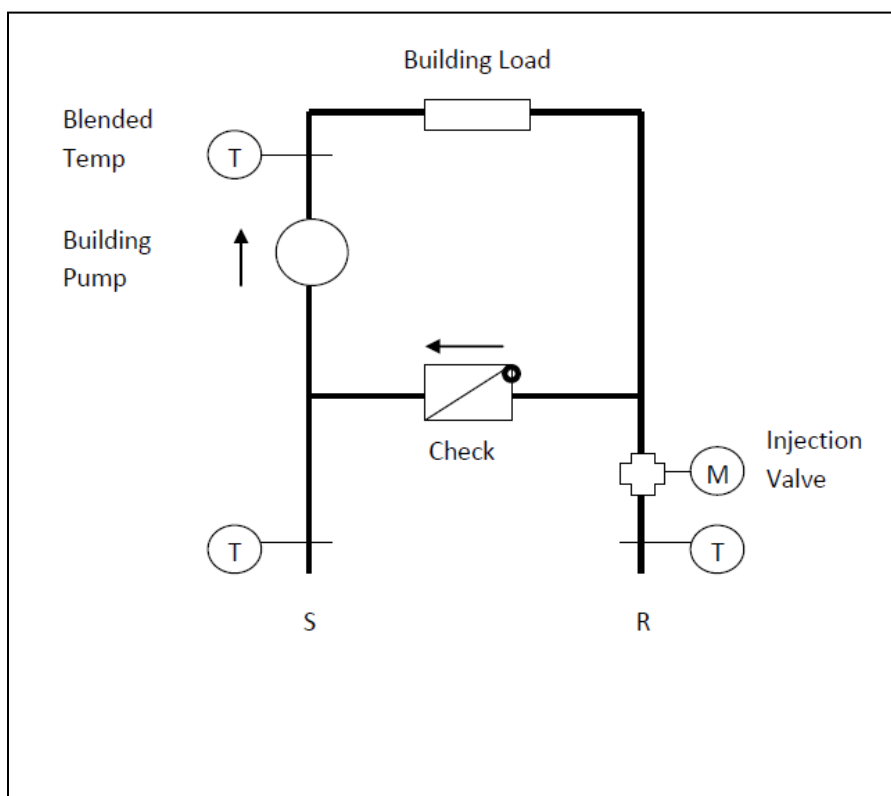 Building Load
Blended
Temp
T
Building
Pump
Check
Injection
Valve
M
T
T
S
R